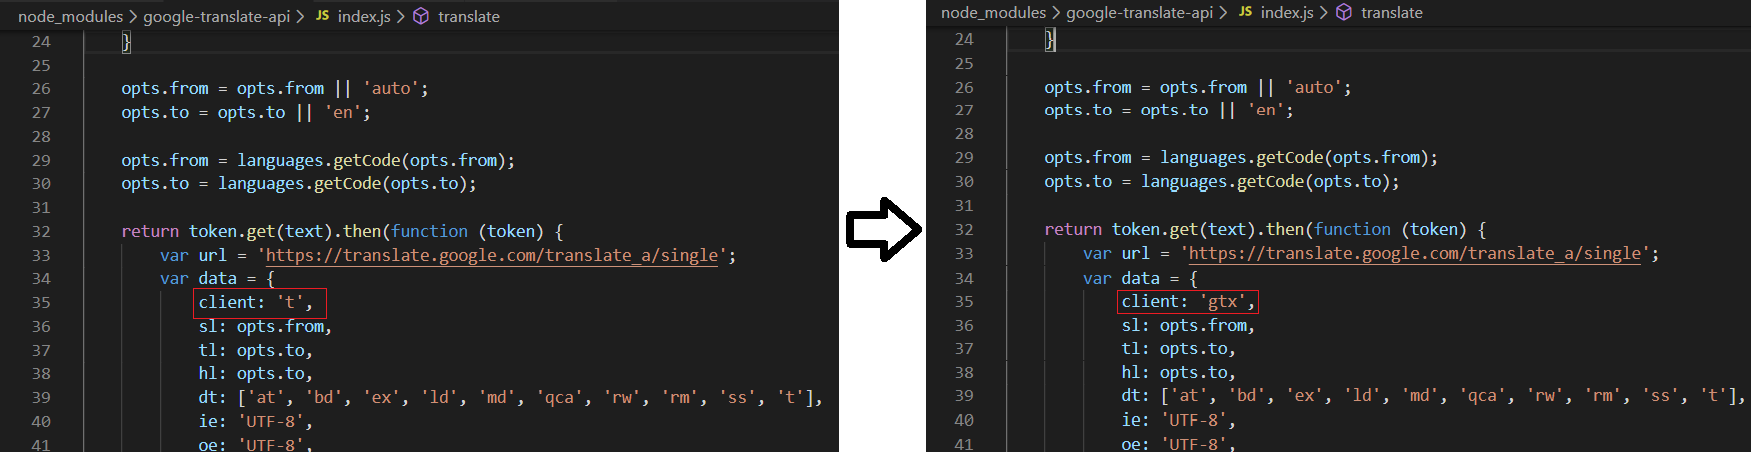 node_modules > google-translate-api > JS index.js > translate
24 }
25
26 opts.from = opts.from || 'auto';
27 opts.to = opts.to || 'en';
28
29 opts.from = languages.getCode(opts.from);
30 opts.to = languages.getCode(opts.to);
31
32 return token.get(text).then(function (token) {
33 var url = 'https://translate.google.com/translate_a/single';
34 var data = {
35 client: 't',
36 sl: opts.from,
37 tl: opts.to,
38 hl: opts.to,
39 dt: ['at', 'bd', 'ex', 'ld', 'md', 'qca', 'rw', 'rm', 'ss', 't'],
40 ie: 'UTF-8',
41 oe: 'UTF-8',
node_modules > google-translate-api > JS index.js > translate
24 }
25
26 opts.from = opts.from || 'auto';
27 opts.to = opts.to || 'en';
28
29 opts.from = languages.getCode(opts.from);
30 opts.to = languages.getCode(opts.to);
31
32 return token.get(text).then(function (token) {
33 var url = 'https://translate.google.com/translate_a/single';
34 var data = {
35 client: 'gtx',
36 sl: opts.from,
37 tl: opts.to,
38 hl: opts.to,
39 dt: ['at', 'bd', 'ex', 'ld', 'md', 'qca', 'rw', 'rm', 'ss', 't'],
40 ie: 'UTF-8',
41 oe: 'UTF-8',